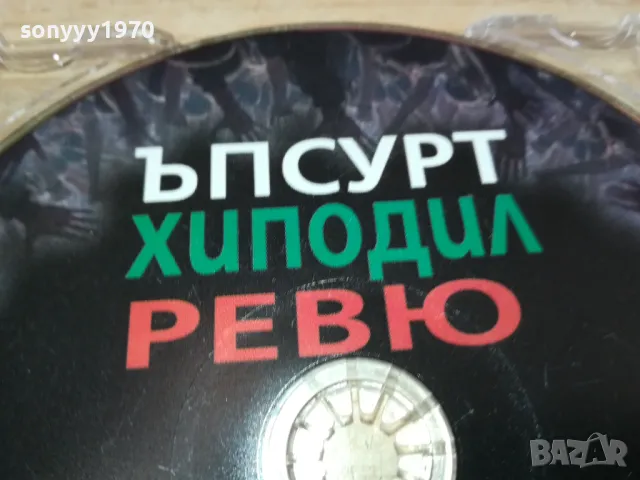 sonyyy1970
ЪПСУРТ
ХИПОДИЛ
РЕВЮ
BAZAR
.bg